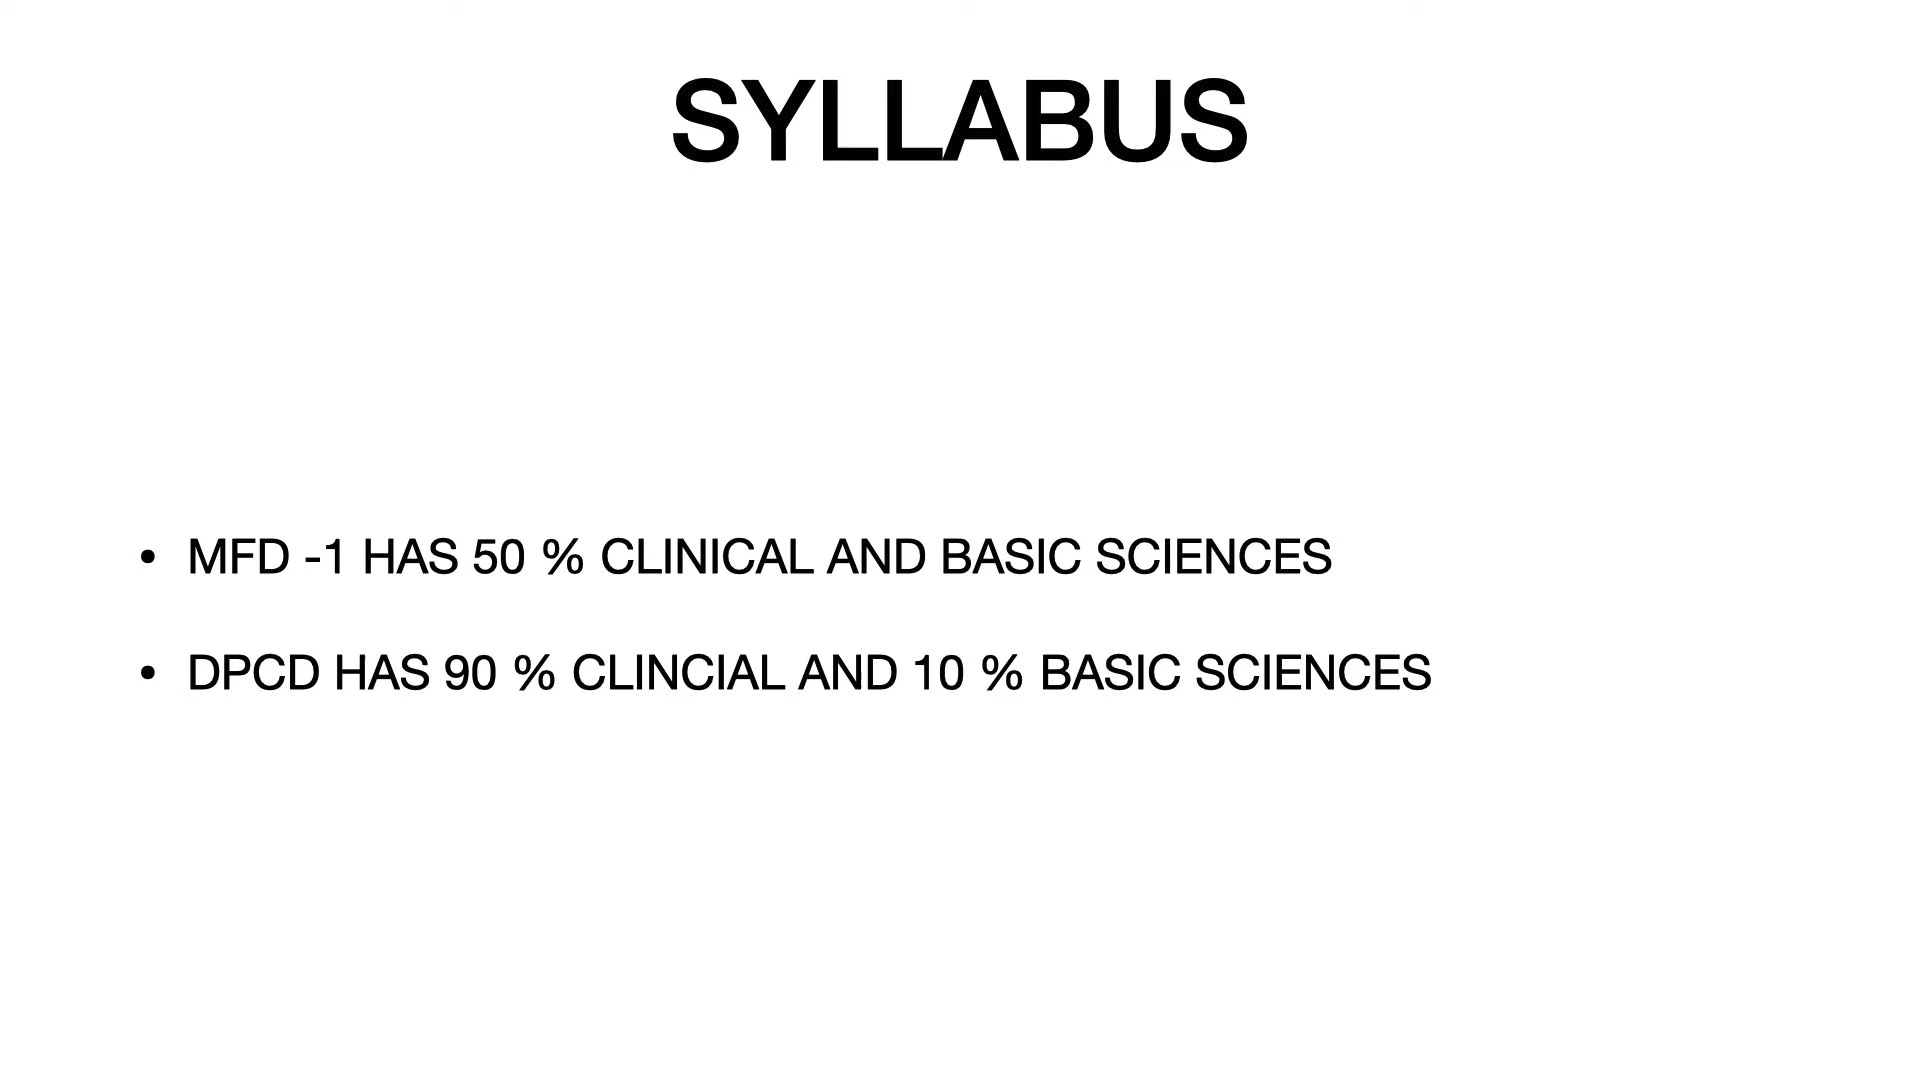 SYLLABUS
• MFD -1 HAS 50 % CLINICAL AND BASIC SCIENCES
• DPCD HAS 90 % CLINCIAL AND 10 % BASIC SCIENCES